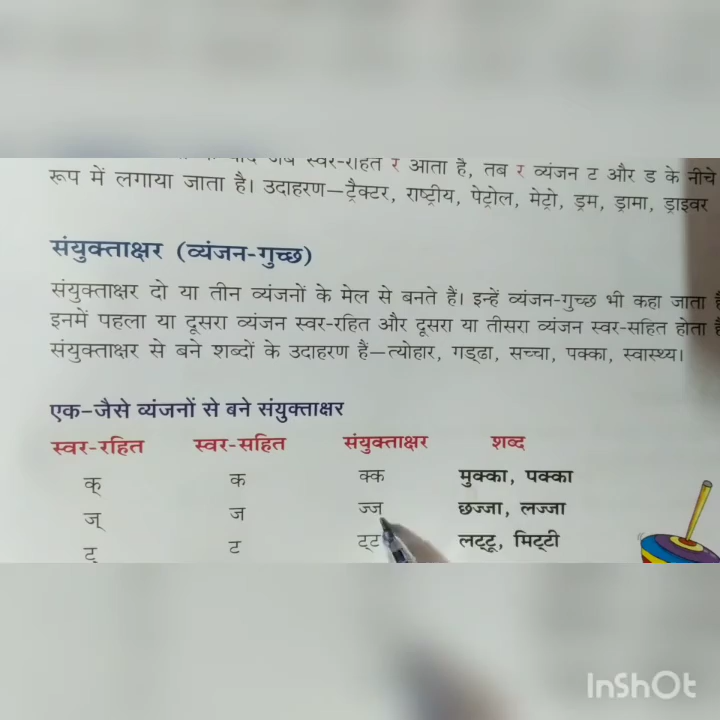 जब स्वर-रहित र आता है, तब र व्यंजन ट और ड के नीचे
रूप में लगाया जाता है। उदाहरण—ट्रैक्टर, राष्ट्रीय, पेट्रोल, मेट्रो, ड्रम, ड्रामा, ड्राइवर
संयुक्ताक्षर (व्यंजन-गुच्छ)
संयुक्ताक्षर दो या तीन व्यंजनों के मेल से बनते हैं। इन्हें व्यंजन-गुच्छ भी कहा जाता है
इनमें पहला या दूसरा व्यंजन स्वर-रहित और दूसरा या तीसरा व्यंजन स्वर-सहित होता है
संयुक्ताक्षर से बने शब्दों के उदाहरण हैं—त्योहार, गड्ढा, सच्चा, पक्का, स्वास्थ्य।
एक-जैसे व्यंजनों से बने संयुक्ताक्षर
स्वर-रहित स्वर-सहित संयुक्ताक्षर शब्द
क् क क्क मुक्का, पक्का
ज् ज ज्ज छज्जा, लज्जा
ट् ट ट्ट लट्टू, मिट्टी
InShOt